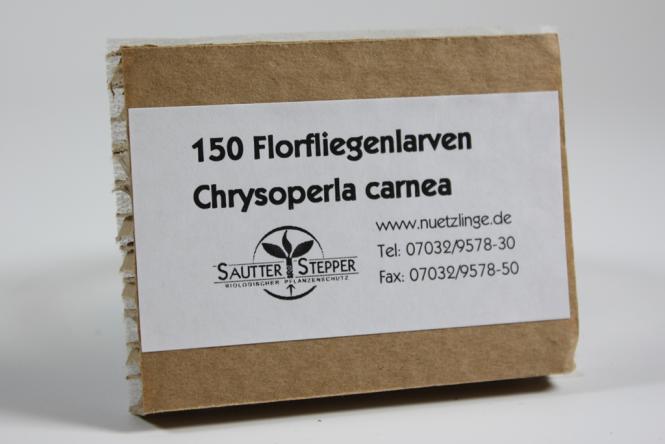 150 Florfliegenlarven
Chrysoperla carnea
www.nuetzlinge.de
Tel: 07032/9578-30
Fax: 07032/9578-50
SAUTTER & STEPPER
BIOLOGISCHER PFLANZENSCHUTZ